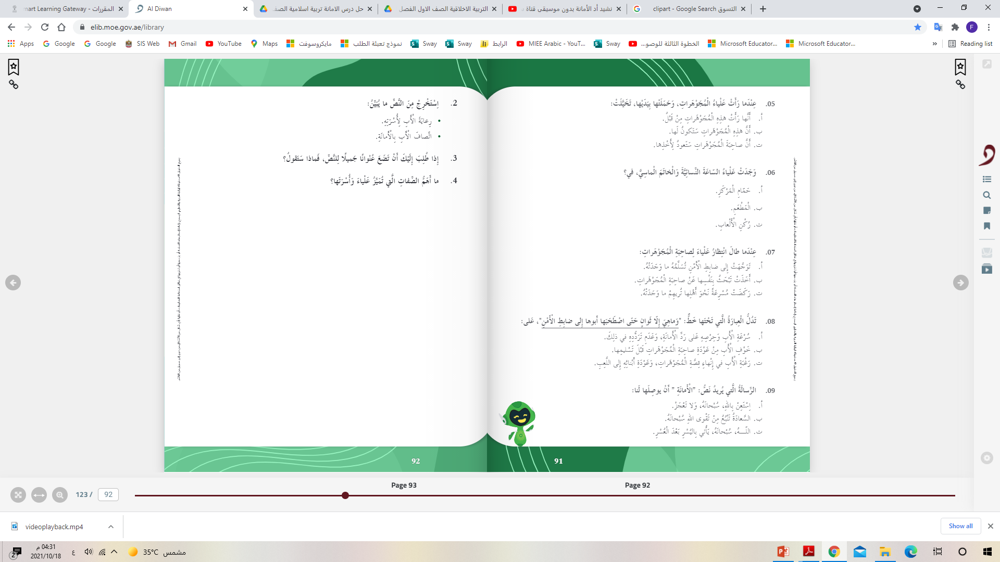 المقررات - mart Learning Gateway
Al Diwan
حل درس الامانة تربية اسلامية الصف
التربية الاخلاقية الصف الاول الفصل
نشيد أد الأمانة بدون موسيقى قناة
التسوق clipart - Google Search
elib.moe.gov.ae/library
Apps
Google
Google
SIS Web
Gmail
YouTube
Maps
مايكروسوفت
نموذج تعبئة الطلب
Sway
Sway
الرابط
MIEE Arabic - YouT...
Sway
الخطوة الثالثة للوصو...
Microsoft Educator...
Microsoft Educator...
»
Reading list
05. عِنْدَما رَأَتْ عَلْياءُ الْمُجَوْهَراتِ، وَحَمَلَتْها بِيَدَيْها، تَخَيَّلَتْ:
أ. أَنَّها رَأَتْ هذِهِ الْمُجَوْهَراتِ مِنْ قَبْلُ.
ب. أَنَّ هذِهِ الْمُجَوْهَراتِ سَتَكونُ لَها.
ت. أَنَّ صاحِبَةَ الْمُجَوْهَراتِ سَتَعودُ لِأَخْذِها.
06. وَجَدَتْ عَلْياءُ السّاعَةَ النِّسائِيَّةَ وَالْخاتَمَ الْماسِيَّ، في؟
أ. حَمّامِ الْمَرْكَزِ.
ب. الْمَطْعَمِ.
ت. رُكْنِ الْأَلْعابِ.
07. عِنْدَما طالَ انْتِظارُ عَلْياءَ لِصاحِبَةِ الْمُجَوْهَراتِ:
أ. تَوَجَّهَتْ إِلى ضابِطِ الْأَمْنِ تُسَلِّمُهُ ما وَجَدَتْهُ.
ب. أَخَذَتْ تَبْحَثُ بِنَفْسِها عَنْ صاحِبَةِ الْمُجَوْهَراتِ.
ت. رَكَضَتْ مُسْرِعَةً نَحْوَ أَهْلِها تُريهِمْ ما وَجَدَتْهُ.
08. تَدُلُّ الْعِبارَةُ الَّتي تَحْتَها خَطٌّ: "وَماهِيَ إِلّا ثَوانٍ حَتّى اصْطَحَبَها أَبوها إِلى ضابِطِ الْأَمْنِ"، عَلى:
أ. سُرْعَةِ الْأَبِ وَحِرْصِهِ عَلى رَدِّ الْأَمانَةِ، وَعَدَمِ تَرَدُّدِهِ في ذلِكَ.
ب. خَوْفِ الْأَبِ مِنْ عَوْدَةِ صاحِبَةِ الْمُجَوْهَراتِ قَبْلَ تَسْليمِها.
ت. رَغْبَةِ الْأَبِ في إِنْهاءِ قِصَّةِ الْمُجَوْهَراتِ، وَعَوْدَةِ أَبْنائِهِ إِلى اللَّعِبِ.
09. الرِّسالَةُ الَّتي يُريدُ نَصُّ: "الْأَمانَةِ" أَنْ يوصِلَها لَنا:
أ. اِسْتَعِنْ بِاللهِ، سُبْحانَهُ، وَلا تَعْجَزْ.
ب. السَّعادَةُ تَنْبُعُ مِنْ تَقْوى اللهِ سُبْحانَهُ.
ت. اللّـــهُ، سُبْحانَهُ، يَأْتي بِاليُسْرِ بَعْدَ الْعُسْرِ.
91
2. اِسْتَخْرِجْ مِنَ النَّصِّ ما يُبَيِّنُ:
• رِعايَةَ الْأَبِ لِأُسْرَتِهِ.
• اتِّصافَ الْأَبِ بِالْأَمانَةِ.
3. إِذا طُلِبَ إِلَيْكَ أَنْ تَضَعَ عُنْوانًا جَميلًا لِلنَّصِّ، فَماذا سَتَقولُ؟
4. ما أَهَمُّ الصِّفاتِ الَّتي تُمَيِّزُ عَلْياءَ وَأُسْرَتَها؟
92
Page 93
Page 92
123 / 92
videoplayback.mp4
Show all
2
04:31 م
2021/10/18
ع
35°C مشمس